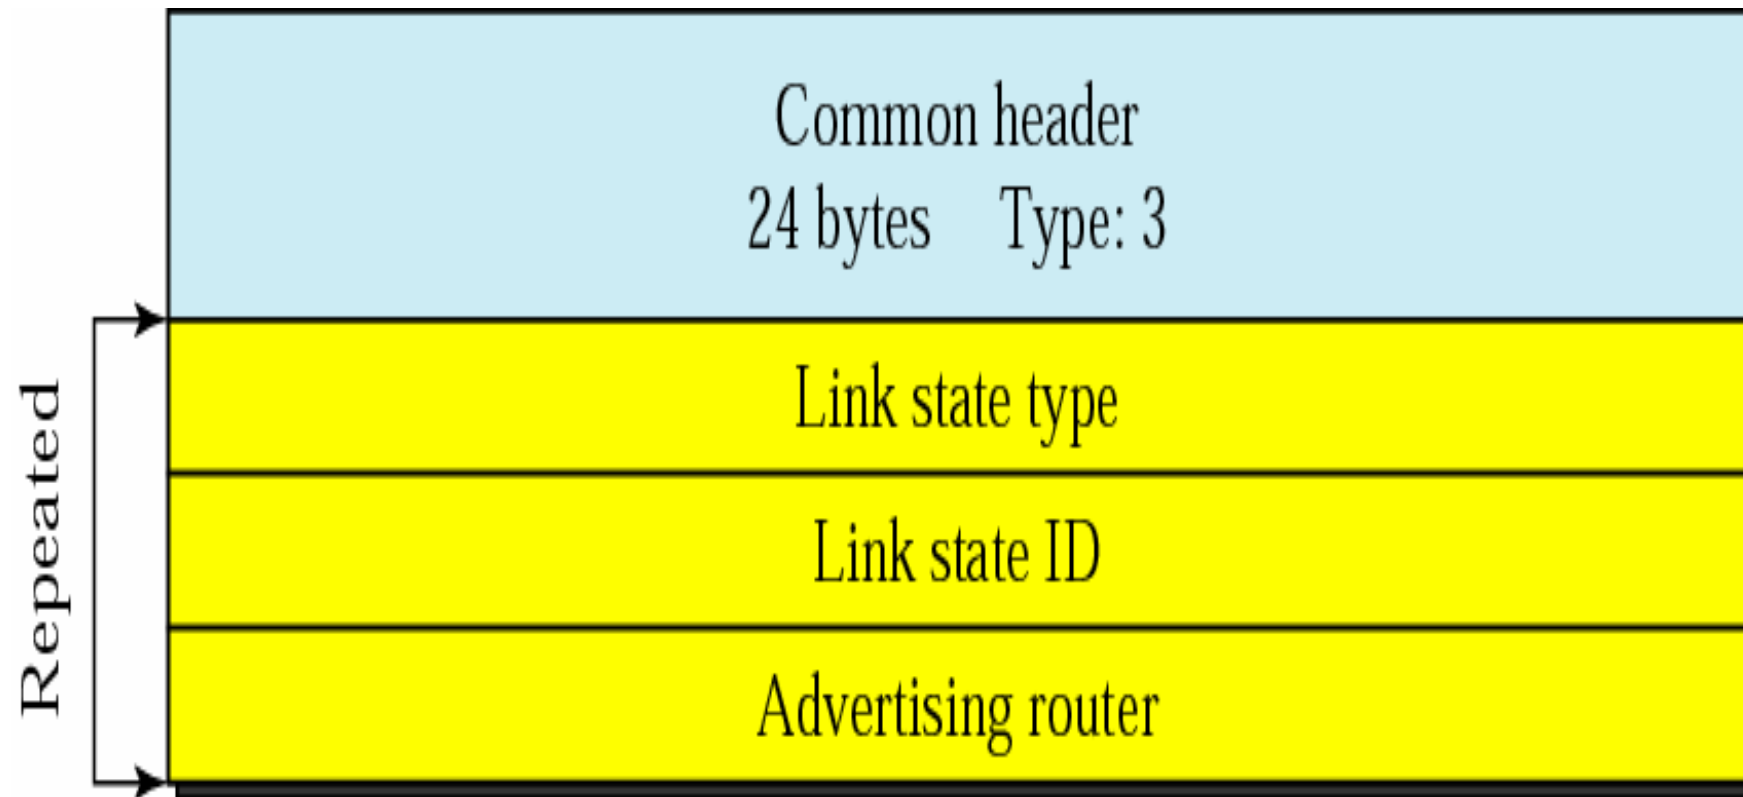 Common header
24 bytes Type: 3
Repeated
Link state type
Link state ID
Advertising router